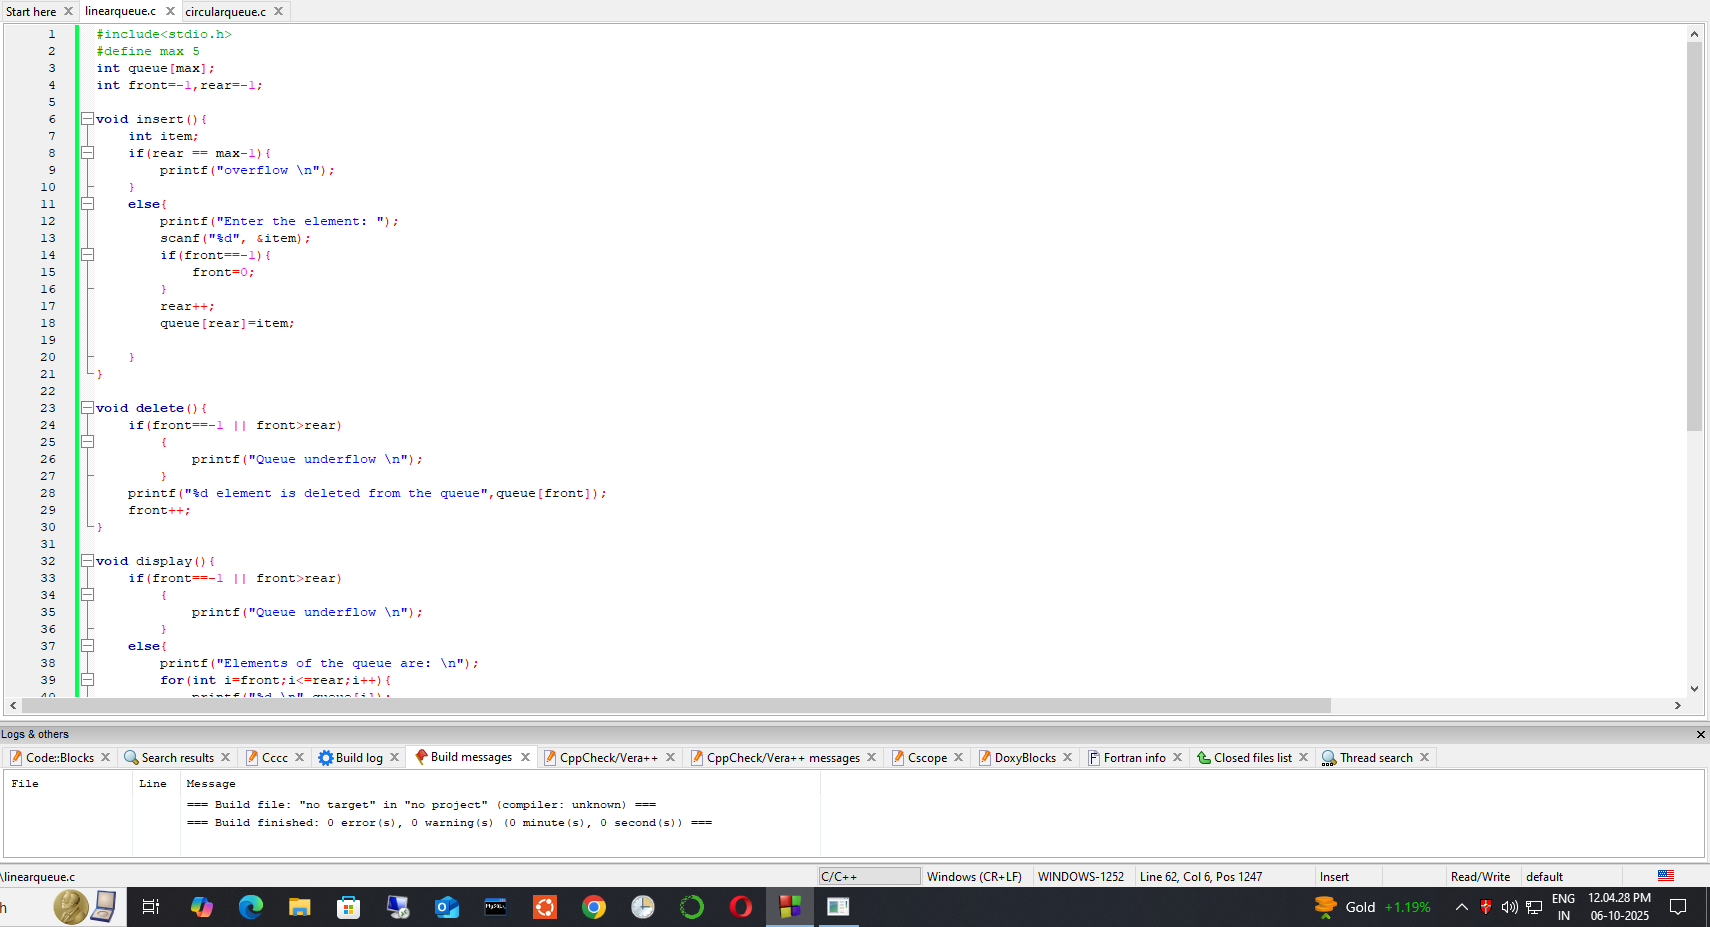 Start here linearqueue.c circularqueue.c
1 #include<stdio.h>
2 #define max 5
3 int queue[max];
4 int front=-1,rear=-1;
5
6 void insert(){
7 int item;
8 if(rear == max-1){
9 printf("overflow \n");
10 }
11 else{
12 printf("Enter the element: ");
13 scanf("%d", &item);
14 if(front==-1){
15 front=0;
16 }
17 rear++;
18 queue[rear]=item;
19
20 }
21 }
22
23 void delete(){
24 if(front==-1 || front>rear)
25 {
26 printf("Queue underflow \n");
27 }
28 printf("%d element is deleted from the queue",queue[front]);
29 front++;
30 }
31
32 void display(){
33 if(front==-1 || front>rear)
34 {
35 printf("Queue underflow \n");
36 }
37 else{
38 printf("Elements of the queue are: \n");
39 for(int i=front;i<=rear;i++){
40 printf("%d \n",queue[i]);
Logs & others
Code::Blocks Search results Cccc Build log Build messages CppCheck/Vera++ CppCheck/Vera++ messages Cscope DoxyBlocks Fortran info Closed files list Thread search
File Line Message
=== Build file: "no target" in "no project" (compiler: unknown) ===
=== Build finished: 0 error(s), 0 warning(s) (0 minute(s), 0 second(s)) ===
\linearqueue.c C/C++ Windows (CR+LF) WINDOWS-1252 Line 62, Col 6, Pos 1247 Insert Read/Write default
h Gold +1.19% ENG IN 12.04.28 PM 06-10-2025